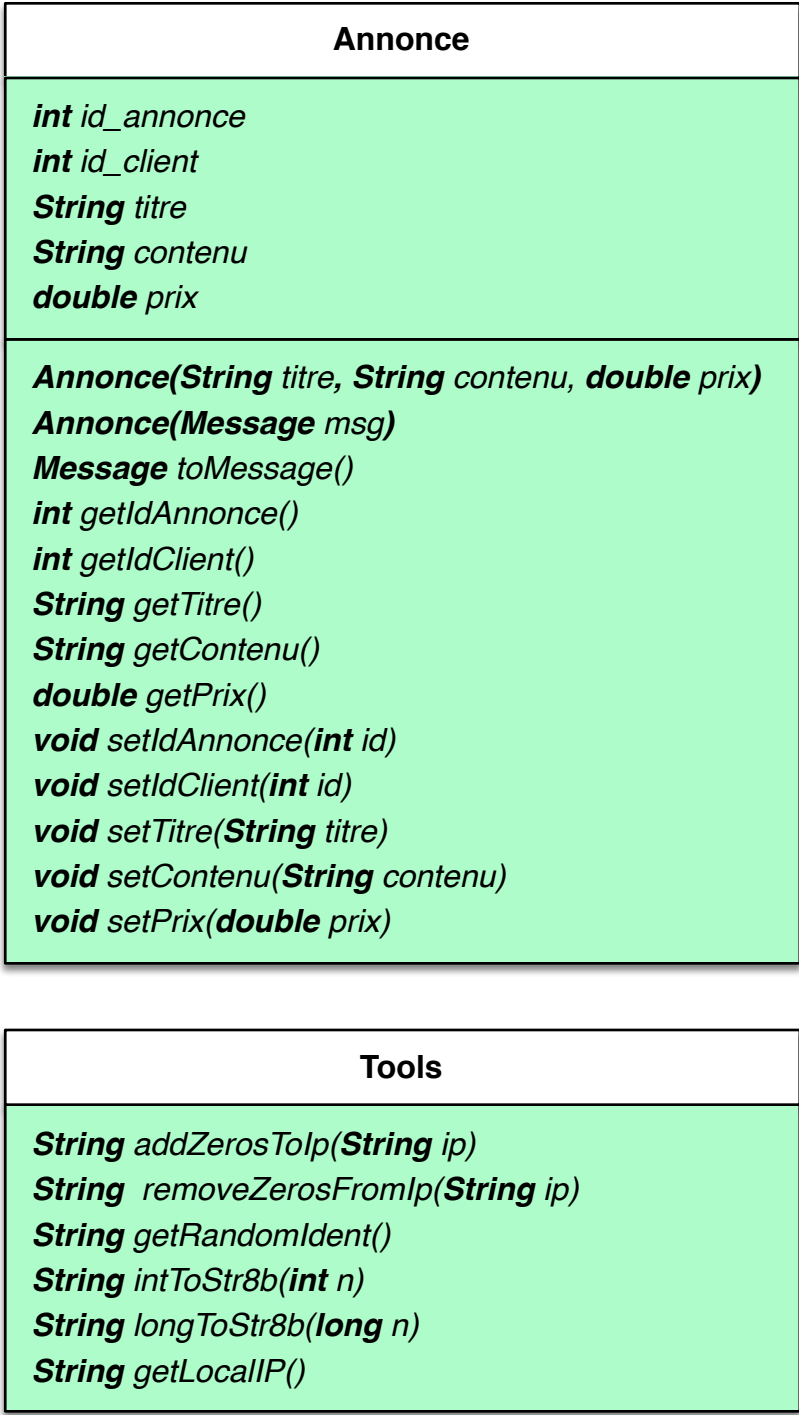 Annonce
int id_annonce
int id_client
String titre
String contenu
double prix
Annonce(String titre, String contenu, double prix)
Annonce(Message msg)
Message toMessage()
int getIdAnnonce()
int getIdClient()
String getTitre()
String getContenu()
double getPrix()
void setIdAnnonce(int id)
void setIdClient(int id)
void setTitre(String titre)
void setContenu(String contenu)
void setPrix(double prix)
Tools
String addZerosToIp(String ip)
String removeZerosFromIp(String ip)
String getRandomIdent()
String intToStr8b(int n)
String longToStr8b(long n)
String getLocalIP()